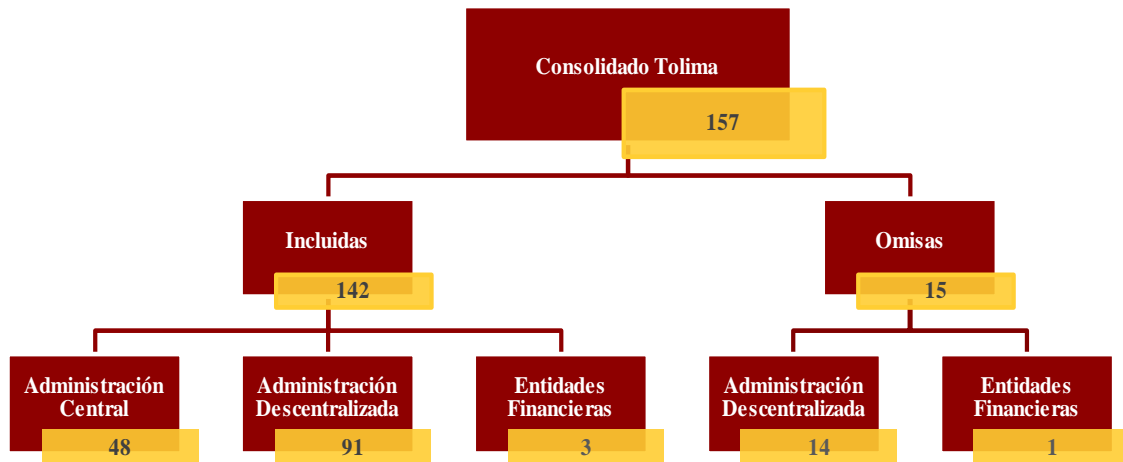 Consolidado Tolima
157
Incluidas
142
Omisas
15
Administración
Central
48
Administración
Descentralizada
91
Entidades
Financieras
3
Administración
Descentralizada
14
Entidades
Financieras
1